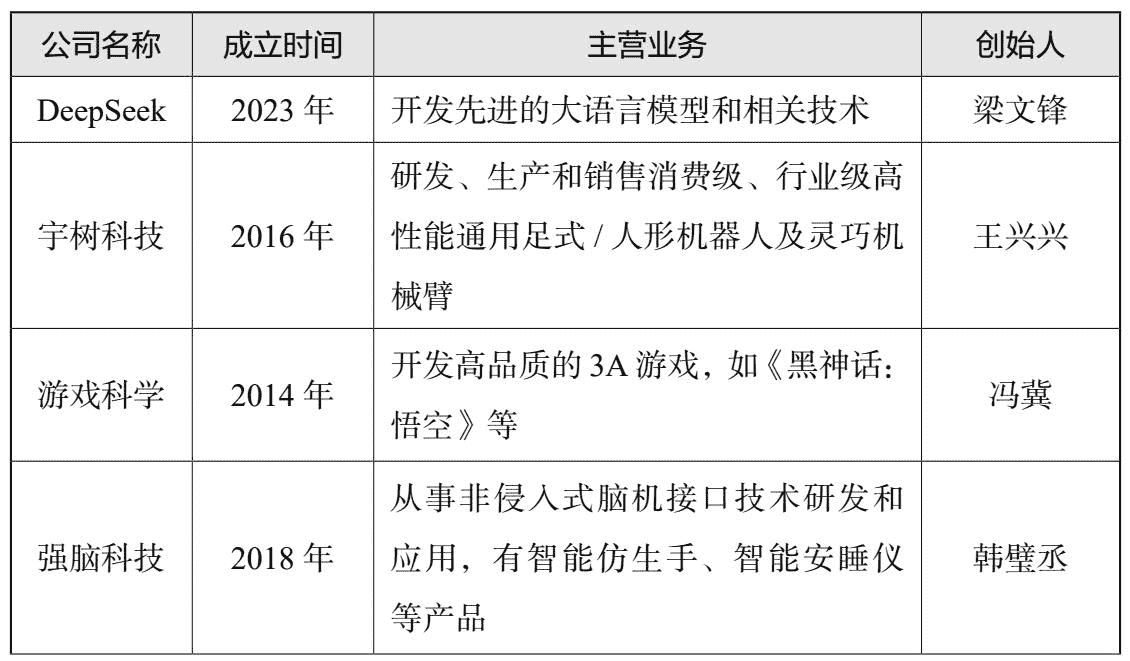 公司名称 成立时间 主营业务 创始人
DeepSeek 2023 年 开发先进的大语言模型和相关技术 梁文锋
研发、生产和销售消费级、行业级高
宇树科技 2016 年 性能通用足式 / 人形机器人及灵巧机 王兴兴
械臂
开发高品质的 3A 游戏，如《黑神话：
游戏科学 2014 年 冯冀
悟空》等
从事非侵入式脑机接口技术研发和
强脑科技 2018 年 应用，有智能仿生手、智能安睡仪 韩璧丞
等产品